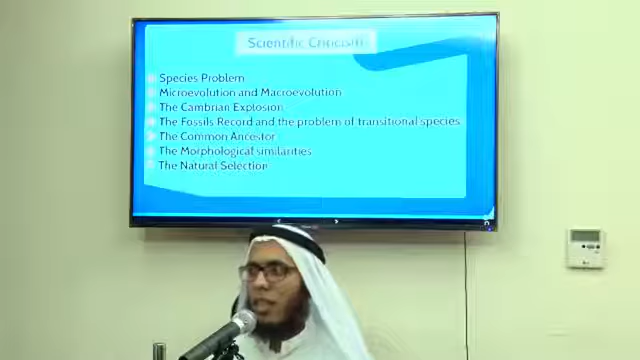 Scientific Criticism
Species Problem
Microevolution and Macroevolution
The Cambrian Explosion
The Fossils Record and the problem of transitional species
The Common Ancestor
The Morphological similarities
The Natural Selection